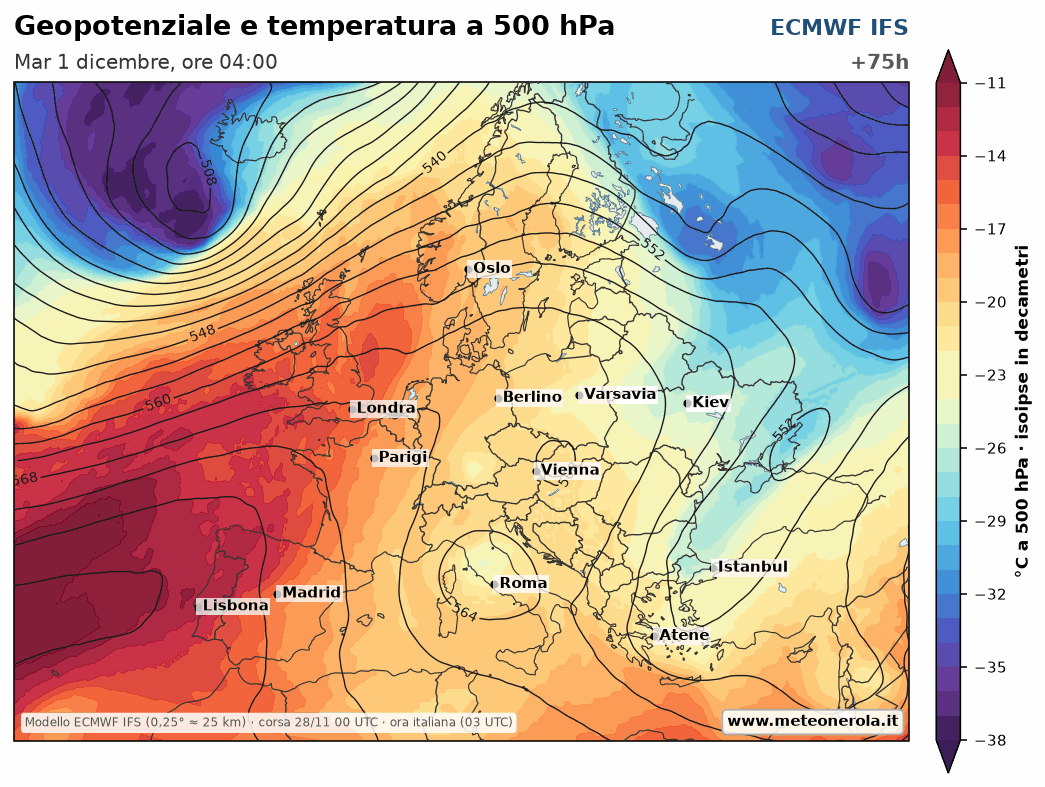 Geopotenziale e temperatura a 500 hPa
ECMWF IFS
Mar 1 dicembre, ore 04:00
+75h
508
540
552
548
560
568
552
564
Oslo
Berlino
Varsavia
Kiev
Londra
Parigi
Vienna
Istanbul
Roma
Madrid
Lisbona
Atene
−11
−14
−17
−20
−23
−26
−29
−32
−35
−38
°C a 500 hPa · isoipse in decametri
Modello ECMWF IFS (0,25° ≈ 25 km) · corsa 28/11 00 UTC · ora italiana (03 UTC)
www.meteonerola.it